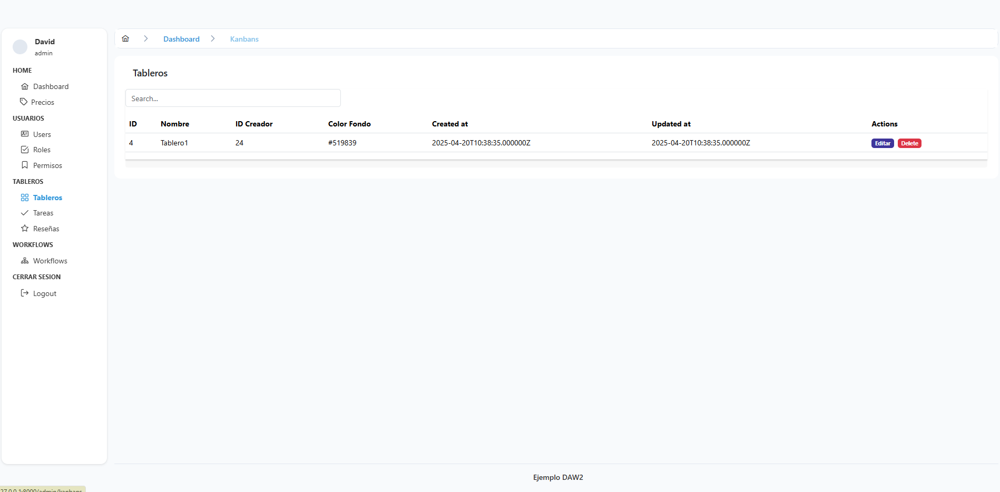 David
admin
HOME
Dashboard
Precios
USUARIOS
Users
Roles
Permisos
TABLEROS
Tableros
Tareas
Reseñas
WORKFLOWS
Workflows
CERRAR SESION
Logout
Dashboard Kanbans
Tableros
Search...
ID Nombre ID Creador Color Fondo Created at Updated at Actions
4 Tablero1 24 #519839 2025-04-20T10:38:35.000000Z 2025-04-20T10:38:35.000000Z Editar Delete
Ejemplo DAW2
27.0.0.1:8000/admin/kanbans